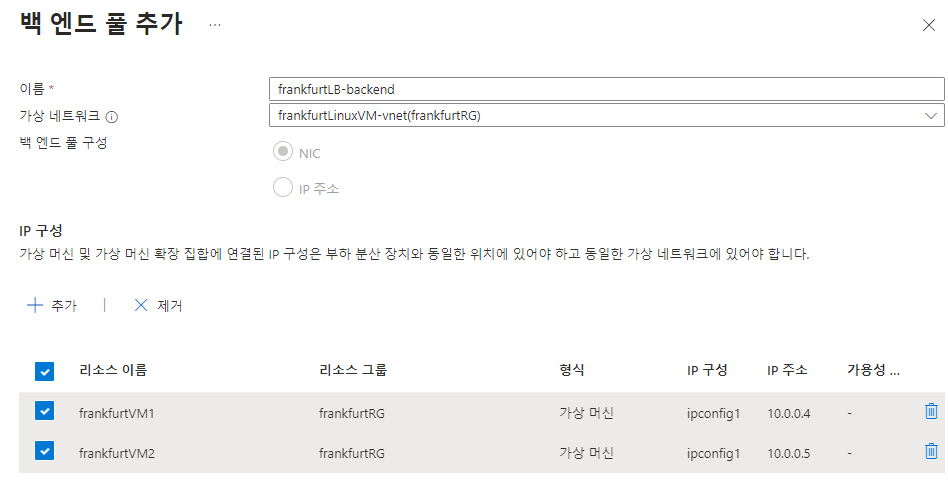 백 엔드 풀 추가 ...
이름 *
frankfurtLB-backend
가상 네트워크
frankfurtLinuxVM-vnet(frankfurtRG)
백 엔드 풀 구성
NIC
IP 주소
IP 구성
가상 머신 및 가상 머신 확장 집합에 연결된 IP 구성은 부하 분산 장치와 동일한 위치에 있어야 하고 동일한 가상 네트워크에 있어야 합니다.
추가 | 제거
리소스 이름 리소스 그룹 형식 IP 구성 IP 주소 가용성 ...
frankfurtVM1 frankfurtRG 가상 머신 ipconfig1 10.0.0.4 -
frankfurtVM2 frankfurtRG 가상 머신 ipconfig1 10.0.0.5 -